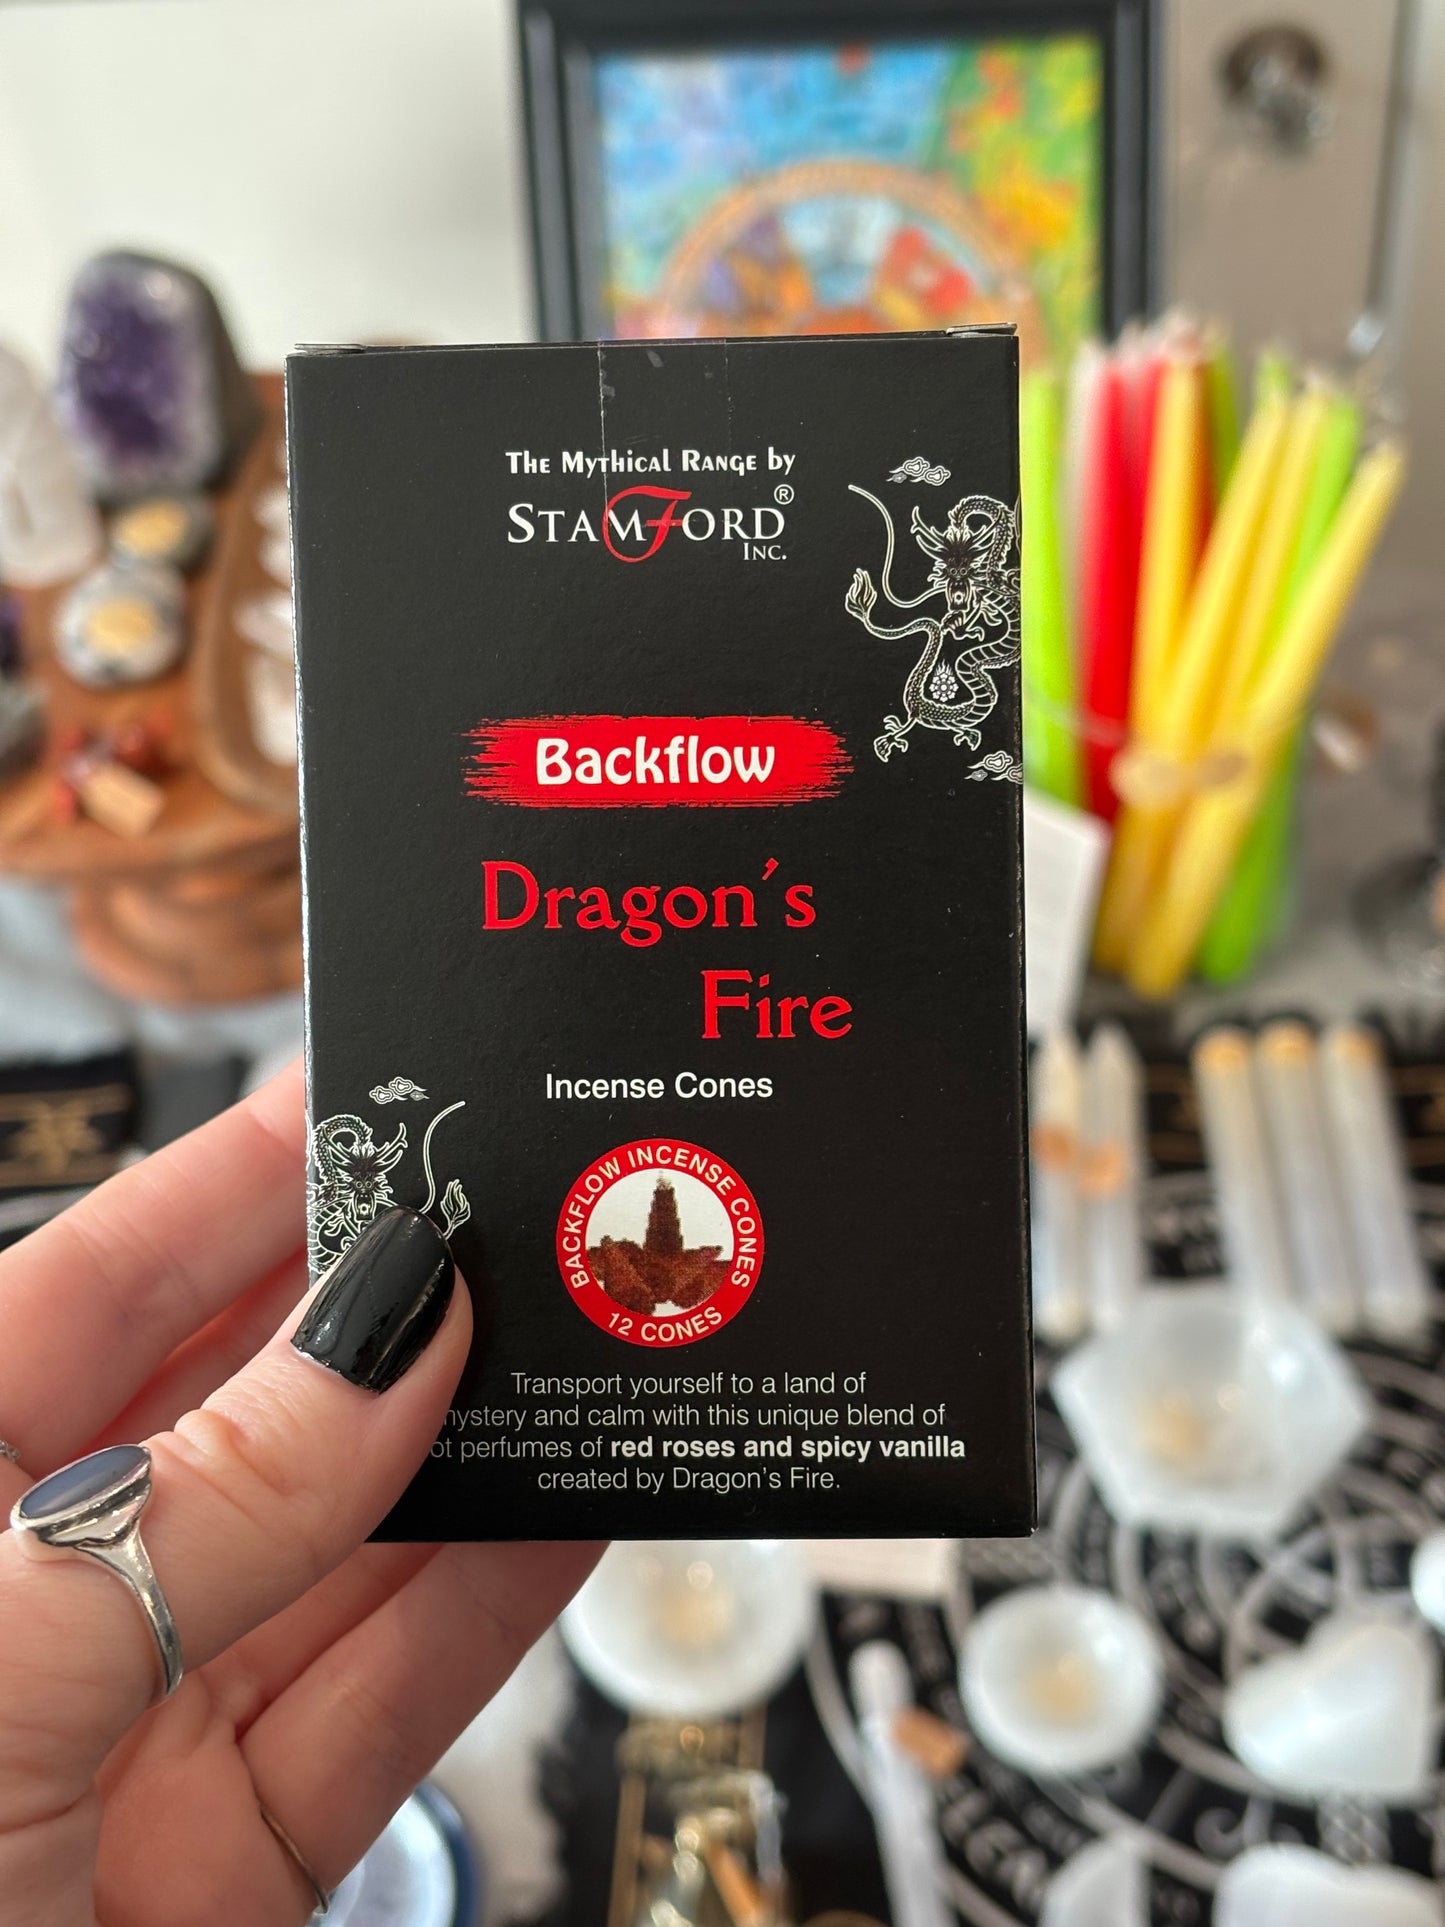 The Mythical Range by
Stamford®
Inc.
Backflow
Dragon's
Fire
Incense Cones
BACKFLOW INCENSE CONES
12 CONES
Transport yourself to a land of
and calm with this unique blend of
perfumes of red roses and spicy vanilla
created by Dragon's Fire.